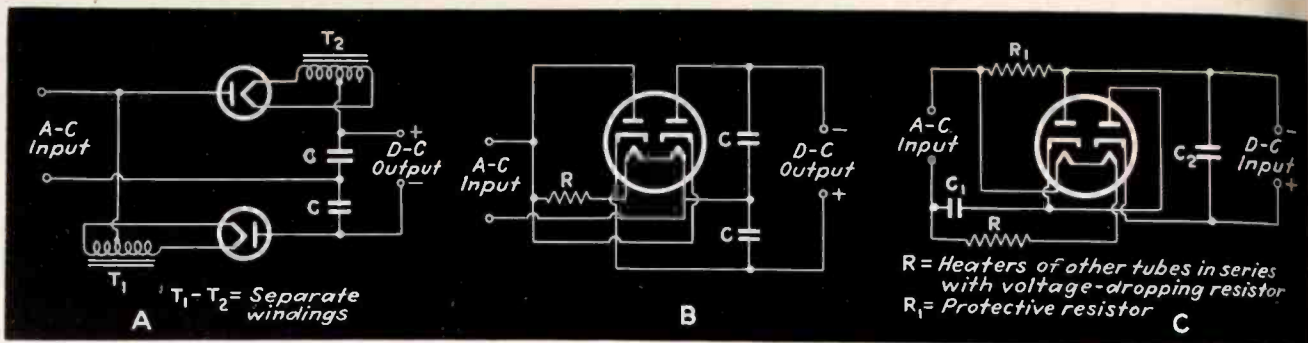 T₂
A-C
Input
C
C
+
D-C
Output
-
T₁
T₁-T₂= Separate
windings
A
A-C
Input
R
C
C
-
D-C
Output
+
B
R₁
A-C
Input
C₁
R
C₂
-
D-C
Input
+
R= Heaters of other tubes in series
with voltage-dropping resistor
R₁= Protective resistor
C